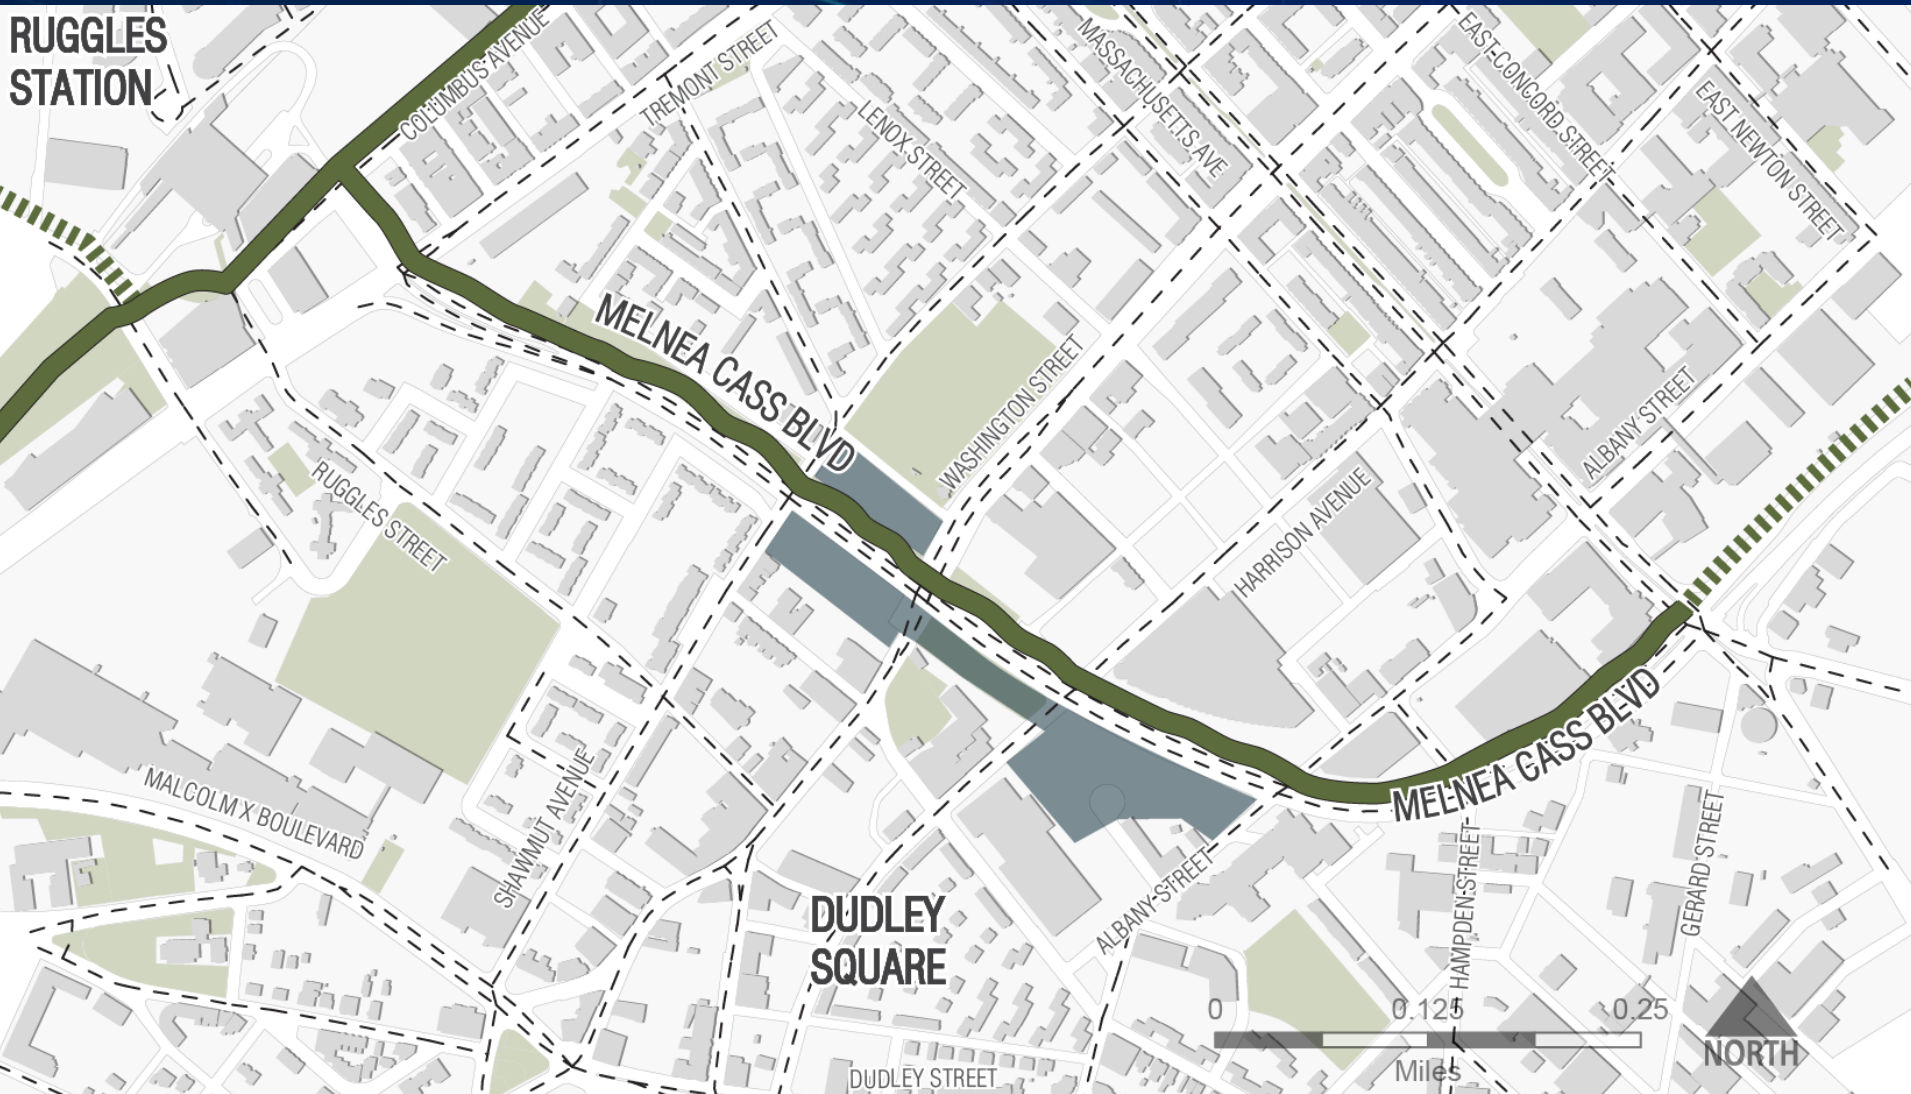 RUGGLES
STATION
COLUMBUS AVENUE
TREMONT STREET
LENOX STREET
MASSACHUSETTS AVE
EAST CONCORD STREET
EAST NEWTON STREET
MELNEA CASS BLVD
WASHINGTON STREET
ALBANY STREET
RUGGLES STREET
HARRISON AVENUE
MELNEA CASS BLVD
MALCOLM X BOULEVARD
SHAWMUT AVENUE
ALBANY STREET
HAMPDEN STREET
GERARD STREET
DUDLEY
SQUARE
0 0.125 0.25
Miles
NORTH
DUDLEY STREET